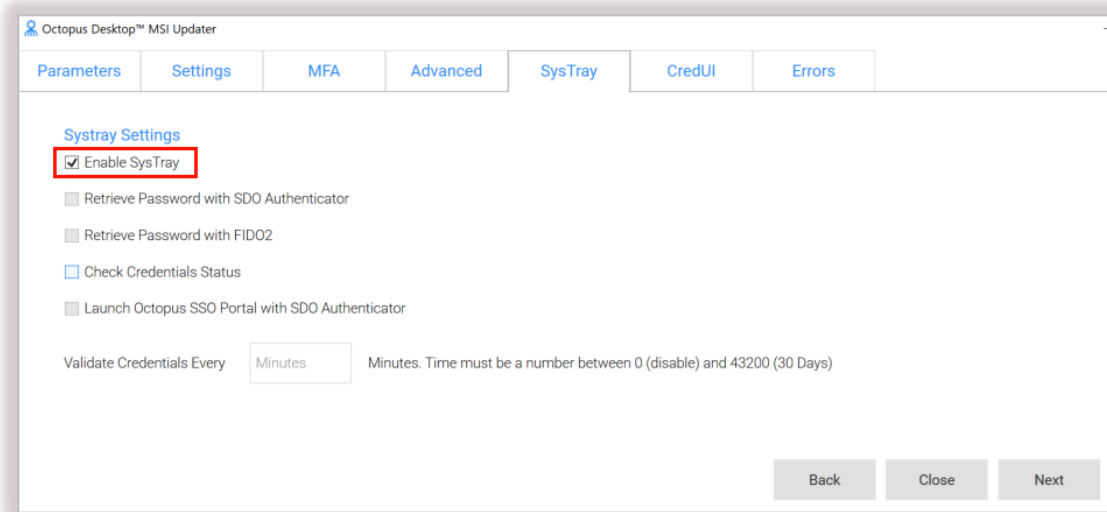 Octopus Desktop™ MSI Updater
Parameters Settings MFA Advanced SysTray CredUI Errors
Systray Settings
Enable SysTray
Retrieve Password with SDO Authenticator
Retrieve Password with FIDO2
Check Credentials Status
Launch Octopus SSO Portal with SDO Authenticator
Validate Credentials Every Minutes Minutes. Time must be a number between 0 (disable) and 43200 (30 Days)
Back Close Next